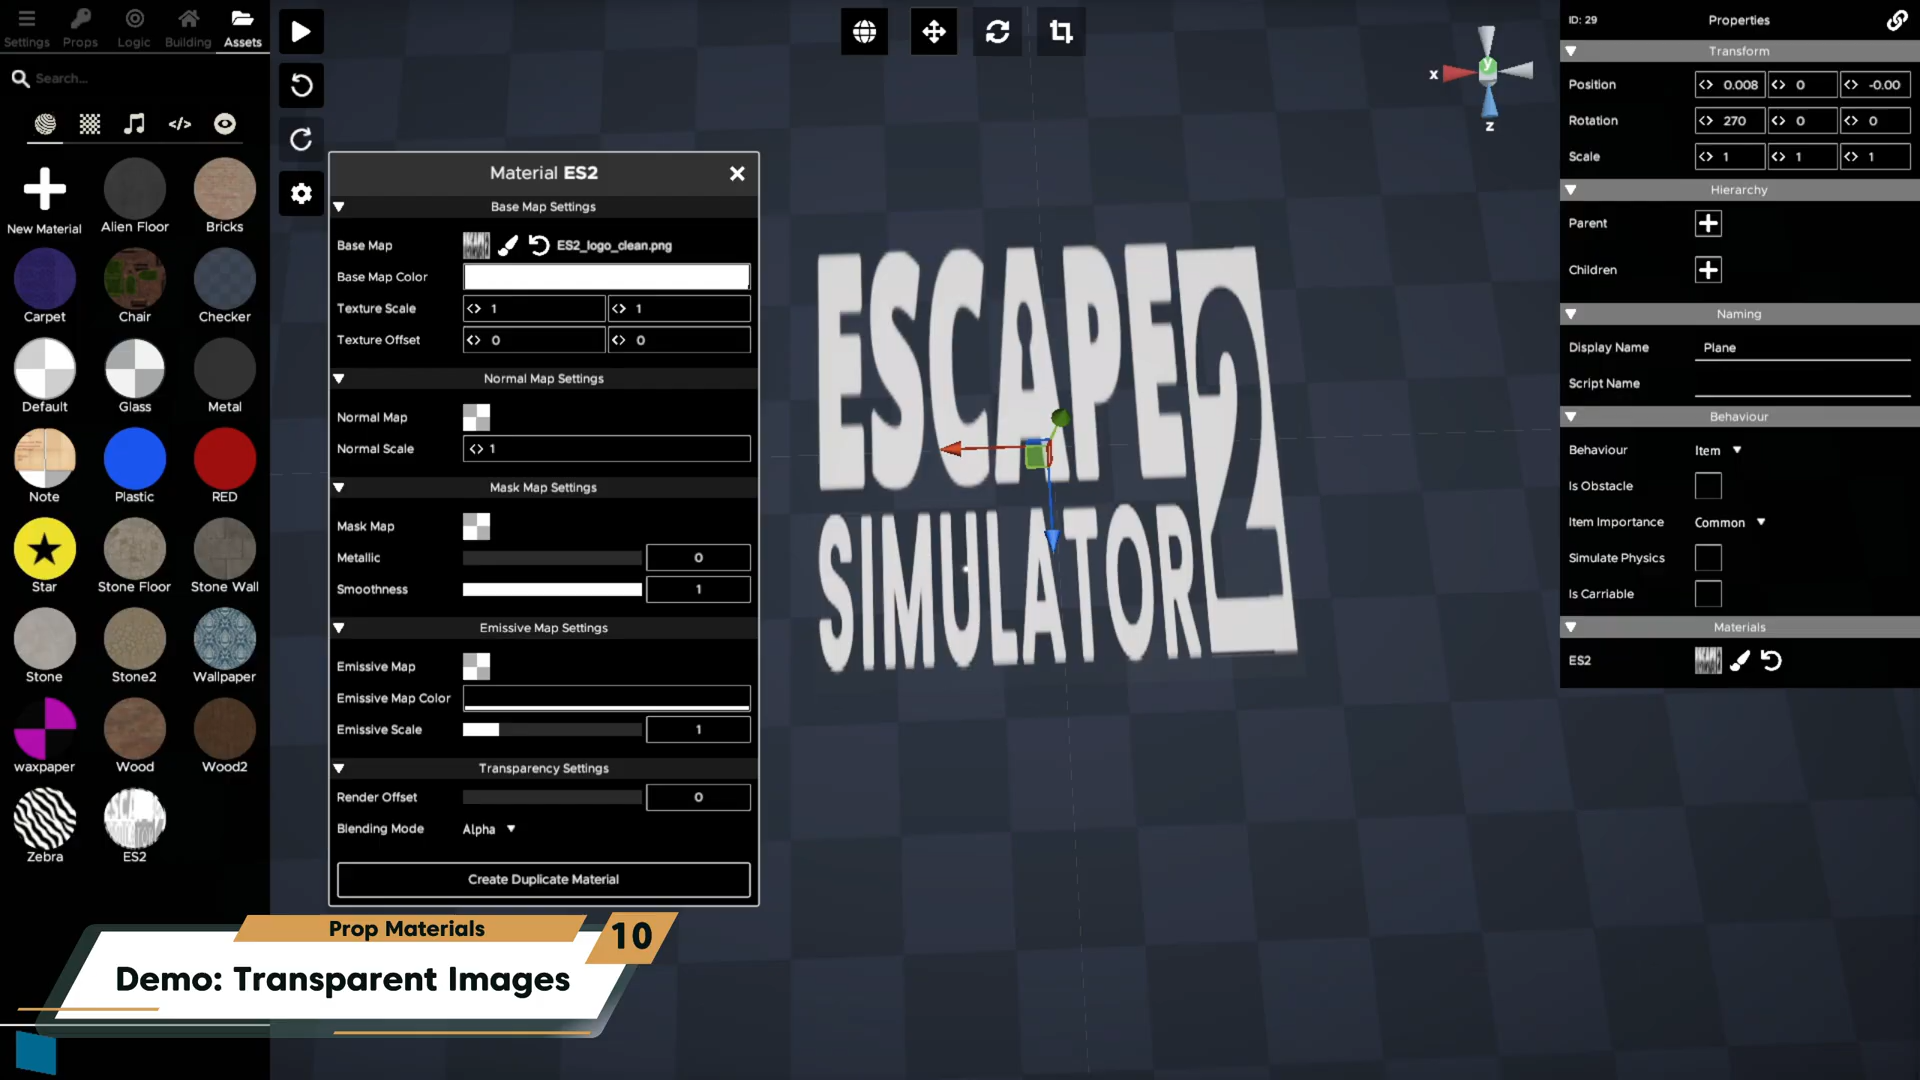 Settings
Props
Logic
Building
Assets
Search...
New Material
Alien Floor
Bricks
Carpet
Chair
Checker
Default
Glass
Metal
Note
Plastic
RED
Star
Stone Floor
Stone Wall
Stone
Stone2
Wallpaper
waxpaper
Wood
Wood2
Zebra
ES2
Material ES2
Base Map Settings
Base Map ES2_logo_clean.png
Base Map Color
Texture Scale <> 1 <> 1
Texture Offset <> 0 <> 0
Normal Map Settings
Normal Map
Normal Scale <> 1
Mask Map Settings
Mask Map
Metallic 0
Smoothness 1
Emissive Map Settings
Emissive Map
Emissive Map Color
Emissive Scale 1
Transparency Settings
Render Offset 0
Blending Mode Alpha
Create Duplicate Material
ESCAPE 2
SIMULATOR
x
y
z
ID: 29 Properties
Transform
Position <> 0.008 <> 0 <> -0.00
Rotation <> 270 <> 0 <> 0
Scale <> 1 <> 1 <> 1
Hierarchy
Parent
Children
Naming
Display Name Plane
Script Name
Behaviour
Behaviour Item
Is Obstacle
Item Importance Common
Simulate Physics
Is Carriable
Materials
ES2
Prop Materials
10
Demo: Transparent Images